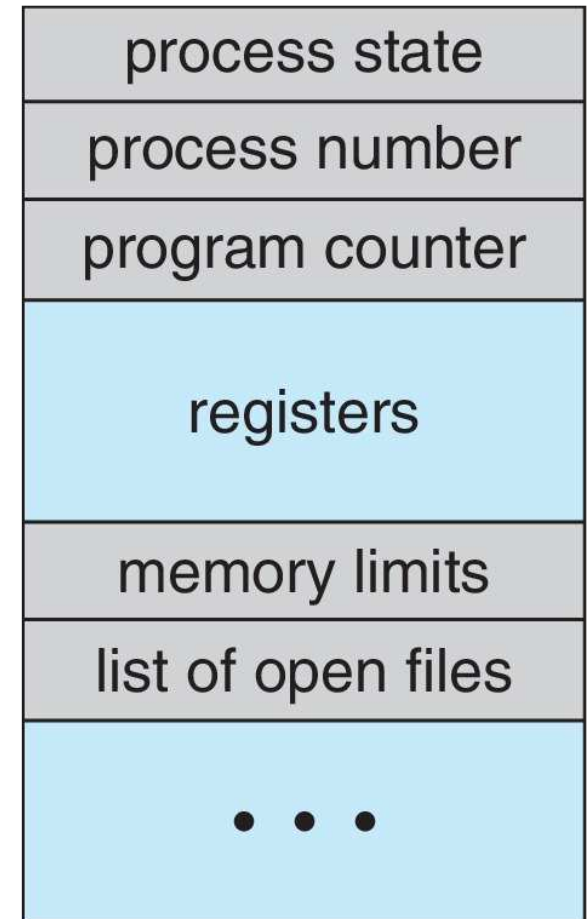 process state
process number
program counter
registers
memory limits
list of open files
• • •